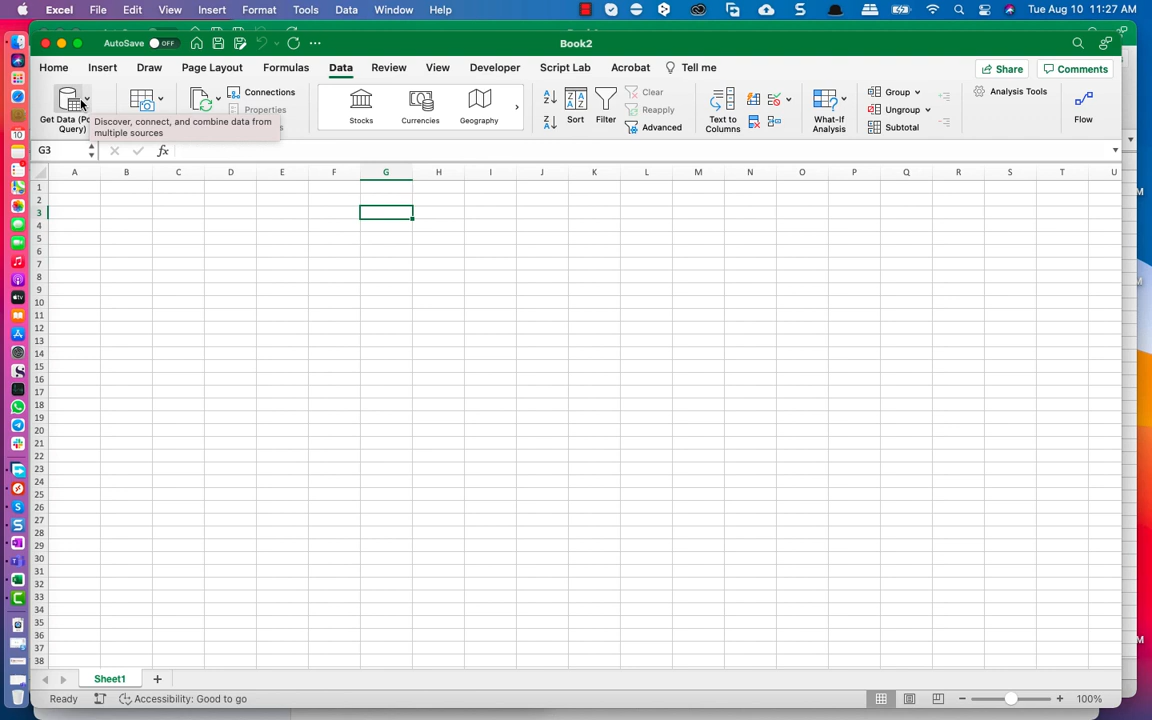 Excel File Edit View Insert Format Tools Data Window Help Tue Aug 10 11:27 AM
AutoSave OFF Book2
Home Insert Draw Page Layout Formulas Data Review View Developer Script Lab Acrobat Tell me Share Comments
Get Data (Po
Query)
Discover, connect, and combine data from
multiple sources
Connections
Properties
Stocks Currencies Geography
Sort Filter
Clear
Reapply
Advanced
Text to
Columns
What-If
Analysis
Group
Ungroup
Subtotal
Analysis Tools
Flow
G3 fx
A B C D E F G H I J K L M N O P Q R S T U
1
2
3
4
5
6
7
8
9
10
11
12
13
14
15
16
17
18
19
20
21
22
23
24
25
26
27
28
29
30
31
32
33
34
35
36
37
38
Sheet1 +
Ready Accessibility: Good to go 100%